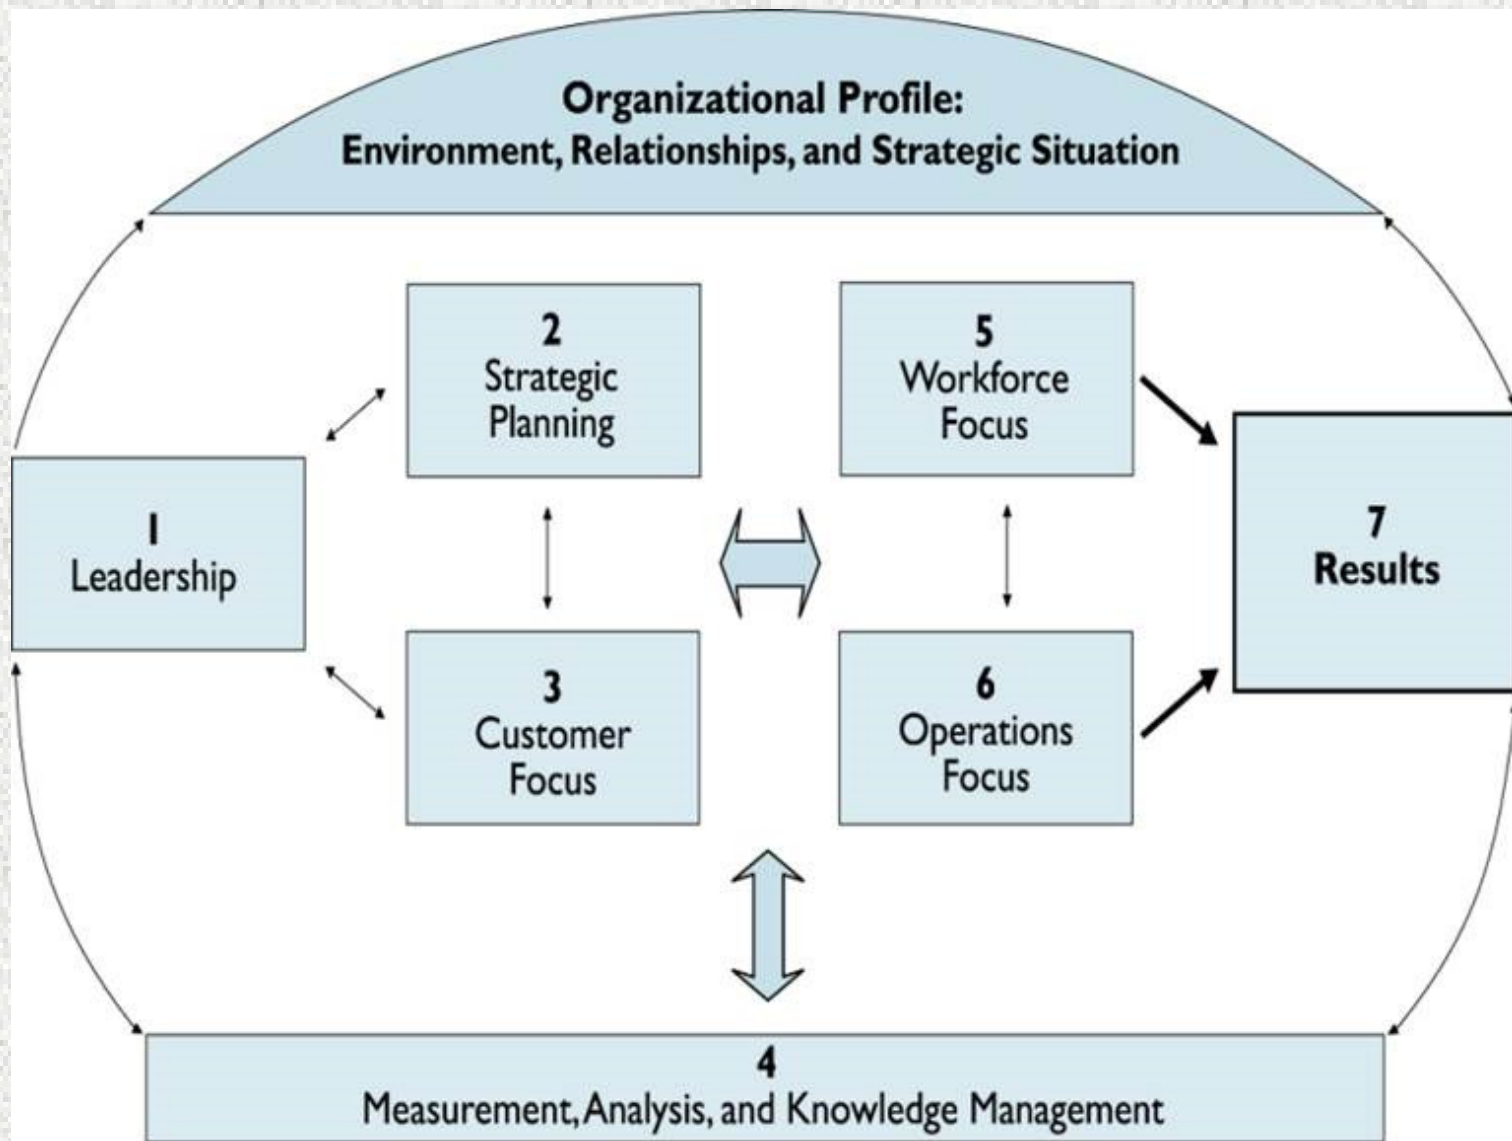 Organizational Profile:
Environment, Relationships, and Strategic Situation
2
Strategic
Planning
5
Workforce
Focus
1
Leadership
7
Results
3
Customer
Focus
6
Operations
Focus
4
Measurement, Analysis, and Knowledge Management